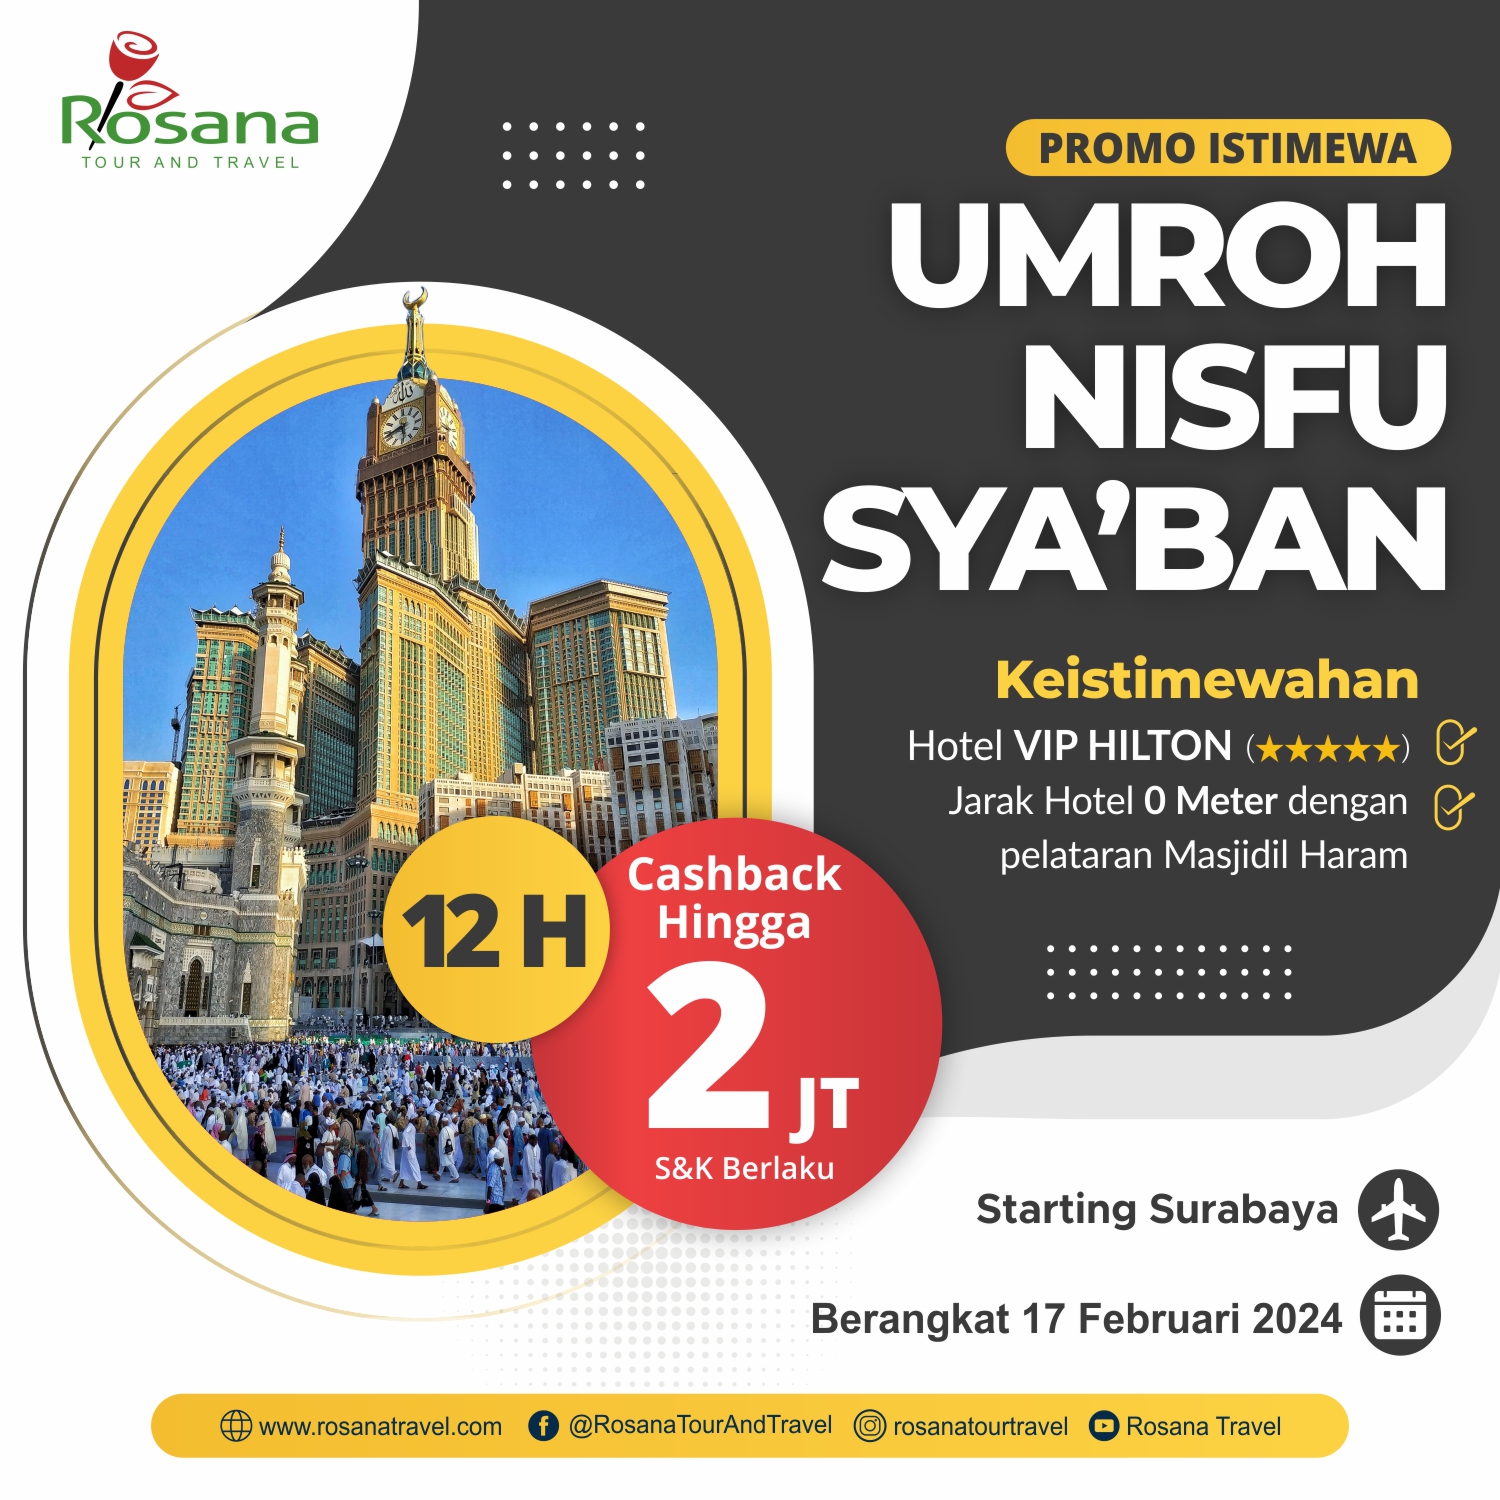 Rosana
TOUR AND TRAVEL
PROMO ISTIMEWA
UMROH
NISFU
SYA’BAN
Keistimewahan
Hotel VIP HILTON (★★★★★)
Jarak Hotel 0 Meter dengan
pelataran Masjidil Haram
12 H
Cashback
Hingga
2 JT
S&K Berlaku
Starting Surabaya
Berangkat 17 Februari 2024
www.rosanatravel.com @RosanaTourAndTravel rosanatourtravel Rosana Travel